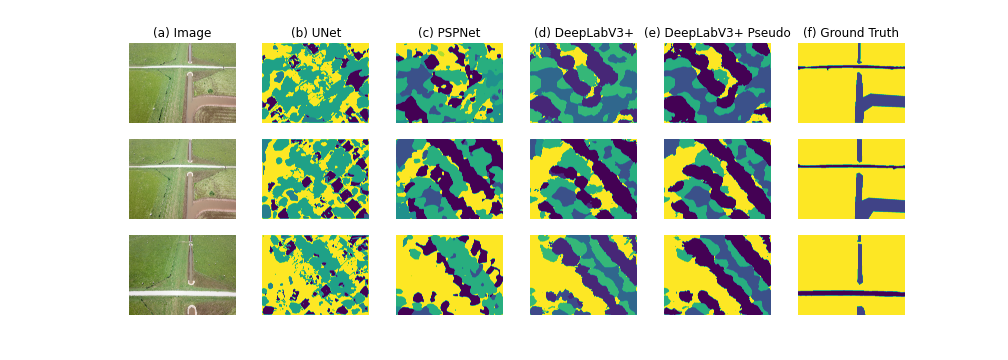 (a) Image
(b) UNet
(c) PSPNet
(d) DeepLabV3+
(e) DeepLabV3+ Pseudo
(f) Ground Truth